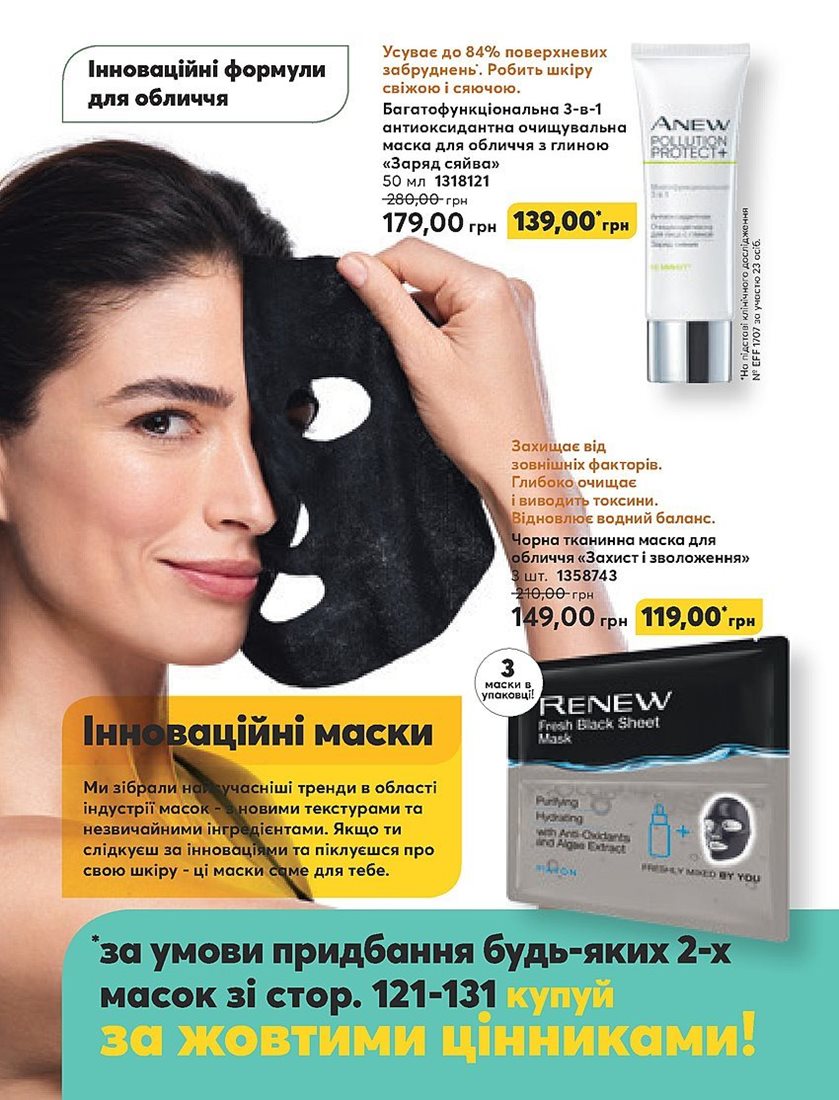 Інноваційні формули
для обличчя
Усуває до 84% поверхневих
забруднень*. Робить шкіру
свіжою і сяючою.
Багатофункціональна 3-в-1
антиоксидантна очищувальна
маска для обличчя з глиною
«Заряд сяйва»
50 мл 1318121
280,00 грн
179,00 грн 139,00* грн
ANEW
POLLUTION
PROTECT+
*На підставі клінічного дослідження
№ EFF 1707 за участю 23 осіб.
Захищає від
зовнішніх факторів.
Глибоко очищає
і виводить токсини.
Відновлює водний баланс.
Чорна тканинна маска для
обличчя «Захист і зволоження»
3 шт. 1358743
210,00 грн
149,00 грн 119,00* грн
3
маски в
упаковці!
RENEW
Fresh Black Sheet
Mask
Purifying
Hydrating
with Anti-Oxidants
and Algae Extract
FRESHLY MIXED BY YOU
Інноваційні маски
Ми зібрали найсучасніші тренди в області
індустрії масок - з новими текстурами та
незвичайними інгредієнтами. Якщо ти
слідкуєш за інноваціями та піклуєшся про
свою шкіру - ці маски саме для тебе.
*за умови придбання будь-яких 2-х
масок зі стор. 121-131 купуй
за жовтими цінниками!